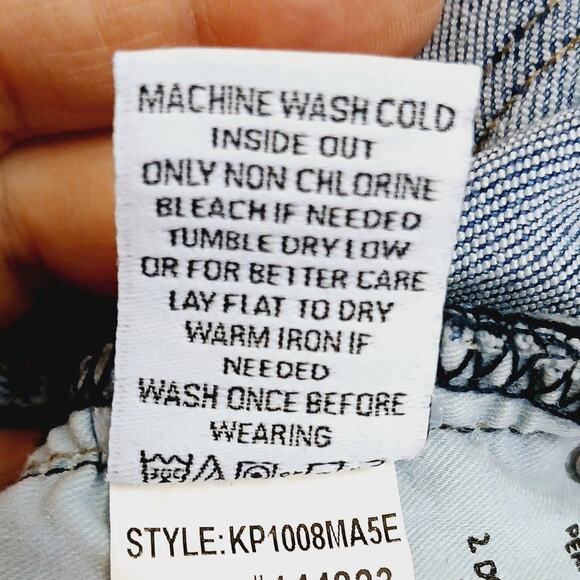 MACHINE WASH COLD
INSIDE OUT
ONLY NON CHLORINE
BLEACH IF NEEDED
TUMBLE DRY LOW
OR FOR BETTER CARE
LAY FLAT TO DRY
WARM IRON IF
NEEDED
WASH ONCE BEFORE
WEARING
STYLE:KP1008MA5E